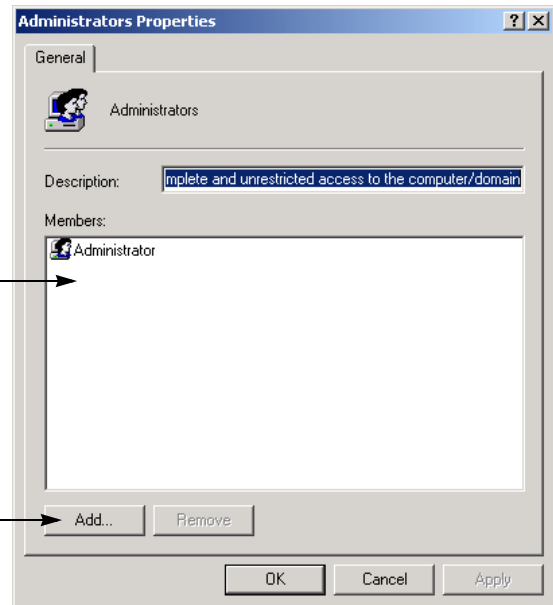 Administrators Properties
General
Administrators
Description: mplete and unrestricted access to the computer/domain
Members:
Administrator
Add... Remove
OK Cancel Apply